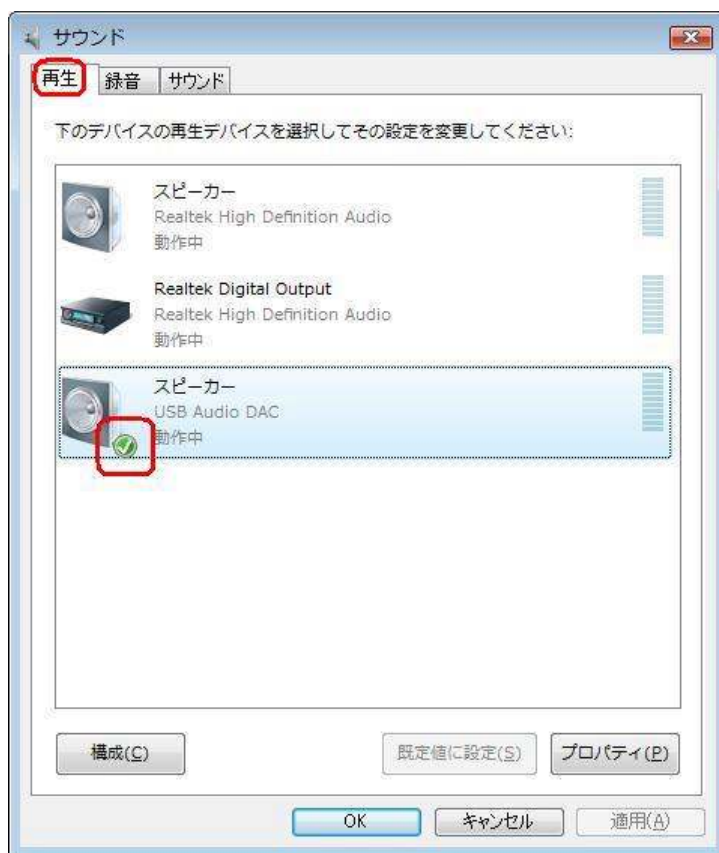 サウンド
再生 録音 サウンド
下のデバイスの再生デバイスを選択してその設定を変更してください:
スピーカー
Realtek High Definition Audio
動作中
Realtek Digital Output
Realtek High Definition Audio
動作中
スピーカー
USB Audio DAC
動作中
構成(C) 既定値に設定(S) プロパティ(P)
OK キャンセル 適用(A)